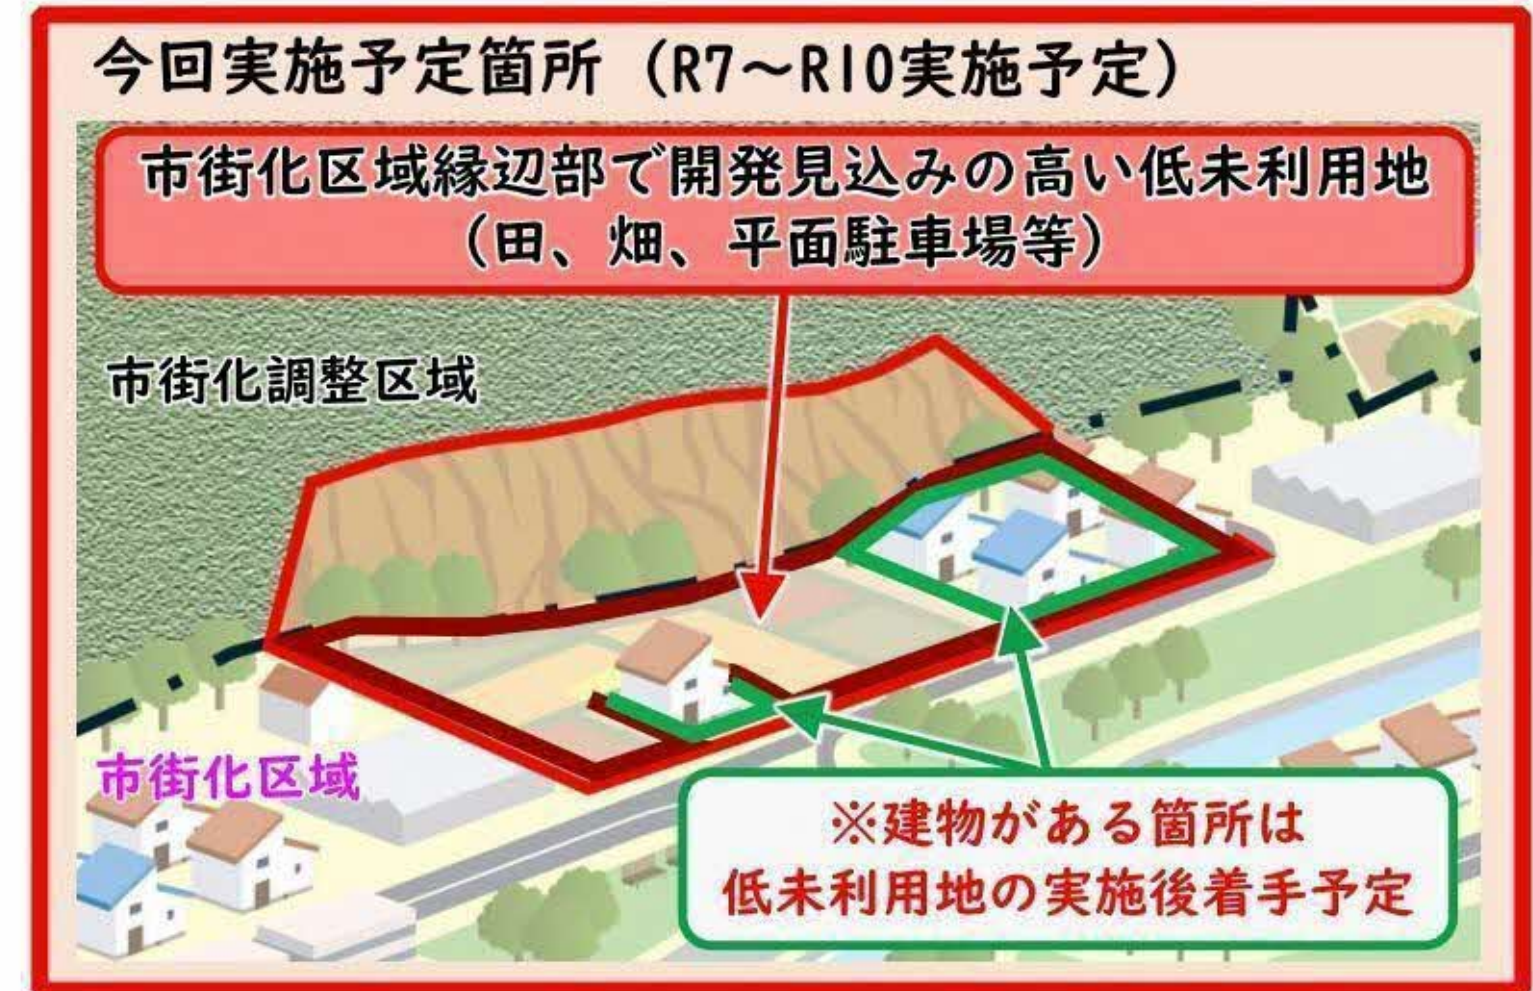 今回実施予定箇所（R7～R10実施予定）
市街化区域縁辺部で開発見込みの高い低未利用地
（田、畑、平面駐車場等）
市街化調整区域
市街化区域
※建物がある箇所は
低未利用地の実施後着手予定